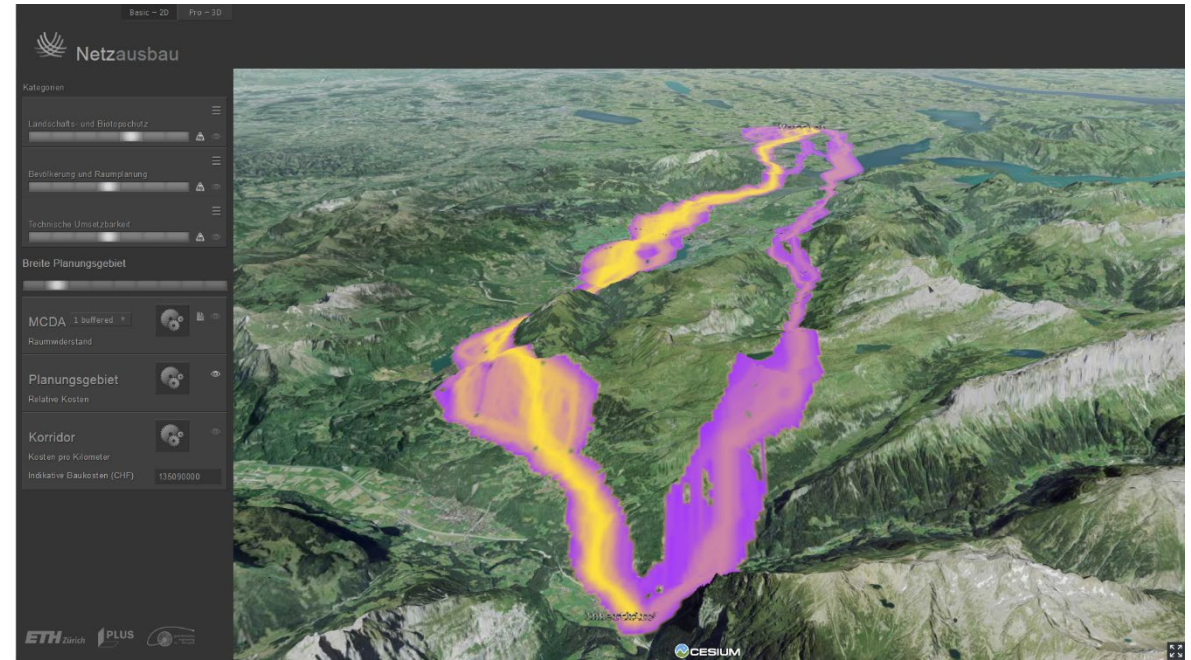 Basic – 2D Pro – 3D
Netzausbau
Kategorien
Landschafts- und Biotopschutz
Bevölkerung und Raumplanung
Technische Umsetzbarkeit
Breite Planungsgebiet
MCDA 1 buffered
Raumwiderstand
Planungsgebiet
Relative Kosten
Korridor
Kosten pro Kilometer
Indikative Baukosten (CHF) 135090000
ETH Zürich PLUS
CESIUM